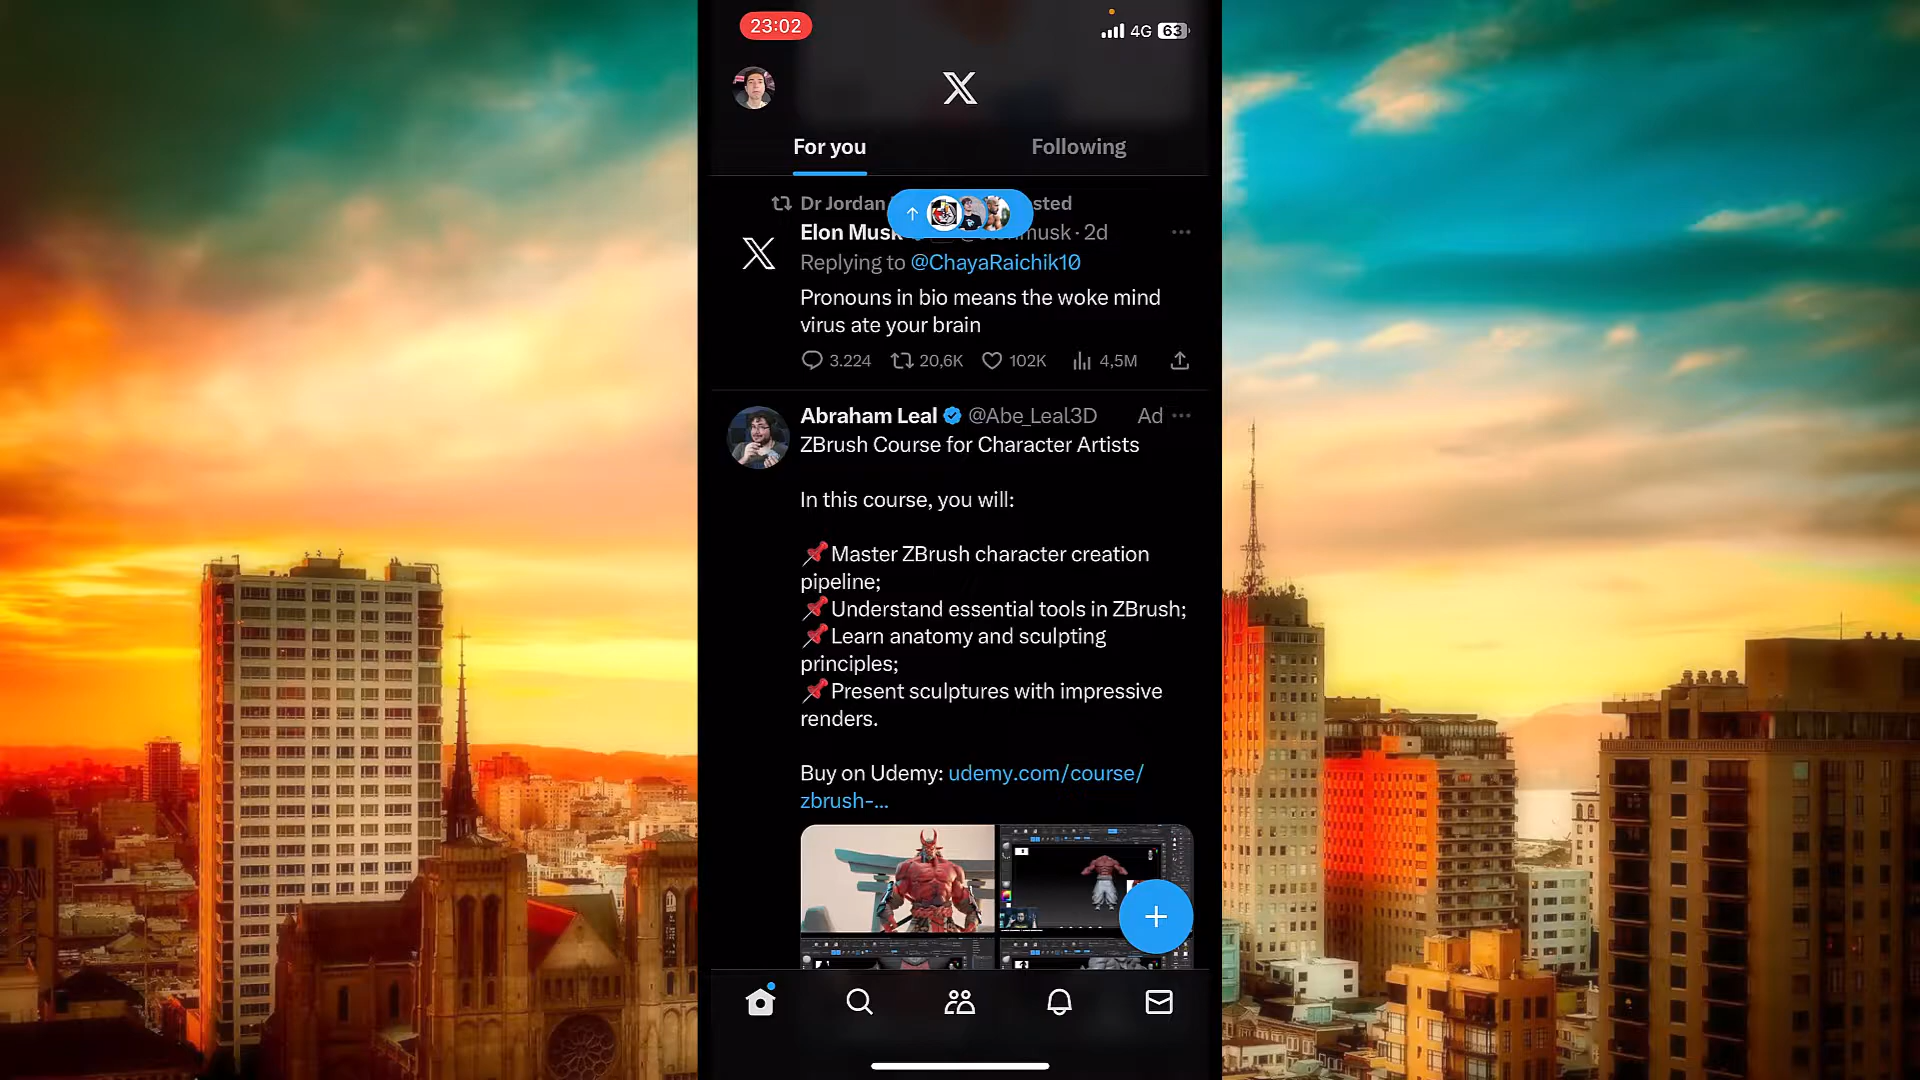 23:02
4G 63
X
For you Following
Dr Jordan sted
Elon Musk musk · 2d
Replying to @ChayaRaichik10
Pronouns in bio means the woke mind
virus ate your brain
3.224 20,6K 102K 4,5M
Abraham Leal @Abe_Leal3D Ad
ZBrush Course for Character Artists
In this course, you will:
📌Master ZBrush character creation
pipeline;
📌Understand essential tools in ZBrush;
📌Learn anatomy and sculpting
principles;
📌Present sculptures with impressive
renders.
Buy on Udemy: udemy.com/course/
zbrush-...